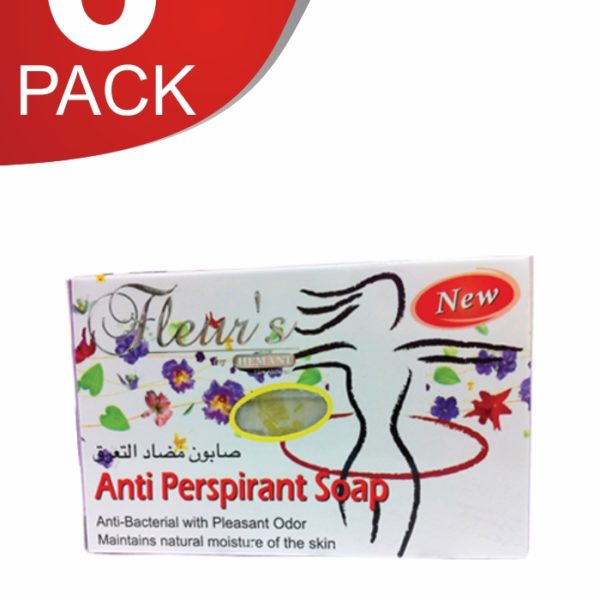 PACK
Fleur's
BY HEMANI
New
صابون مضاد التعرق
Anti Perspirant Soap
Anti-Bacterial with Pleasant Odor
Maintains natural moisture of the skin